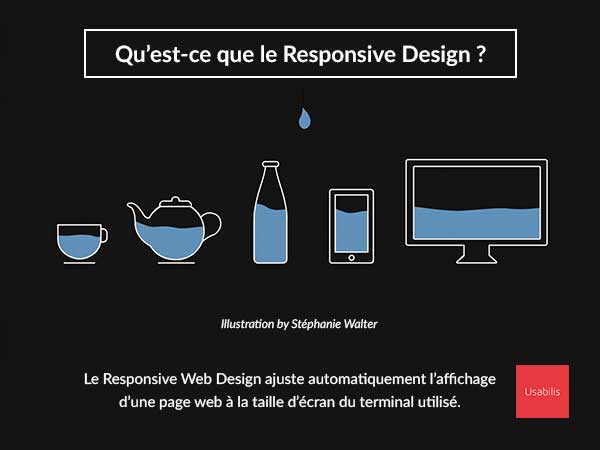 Qu’est-ce que le Responsive Design ?
Illustration by Stéphanie Walter
Le Responsive Web Design ajuste automatiquement l’affichage
d’une page web à la taille d’écran du terminal utilisé.
Usabilis